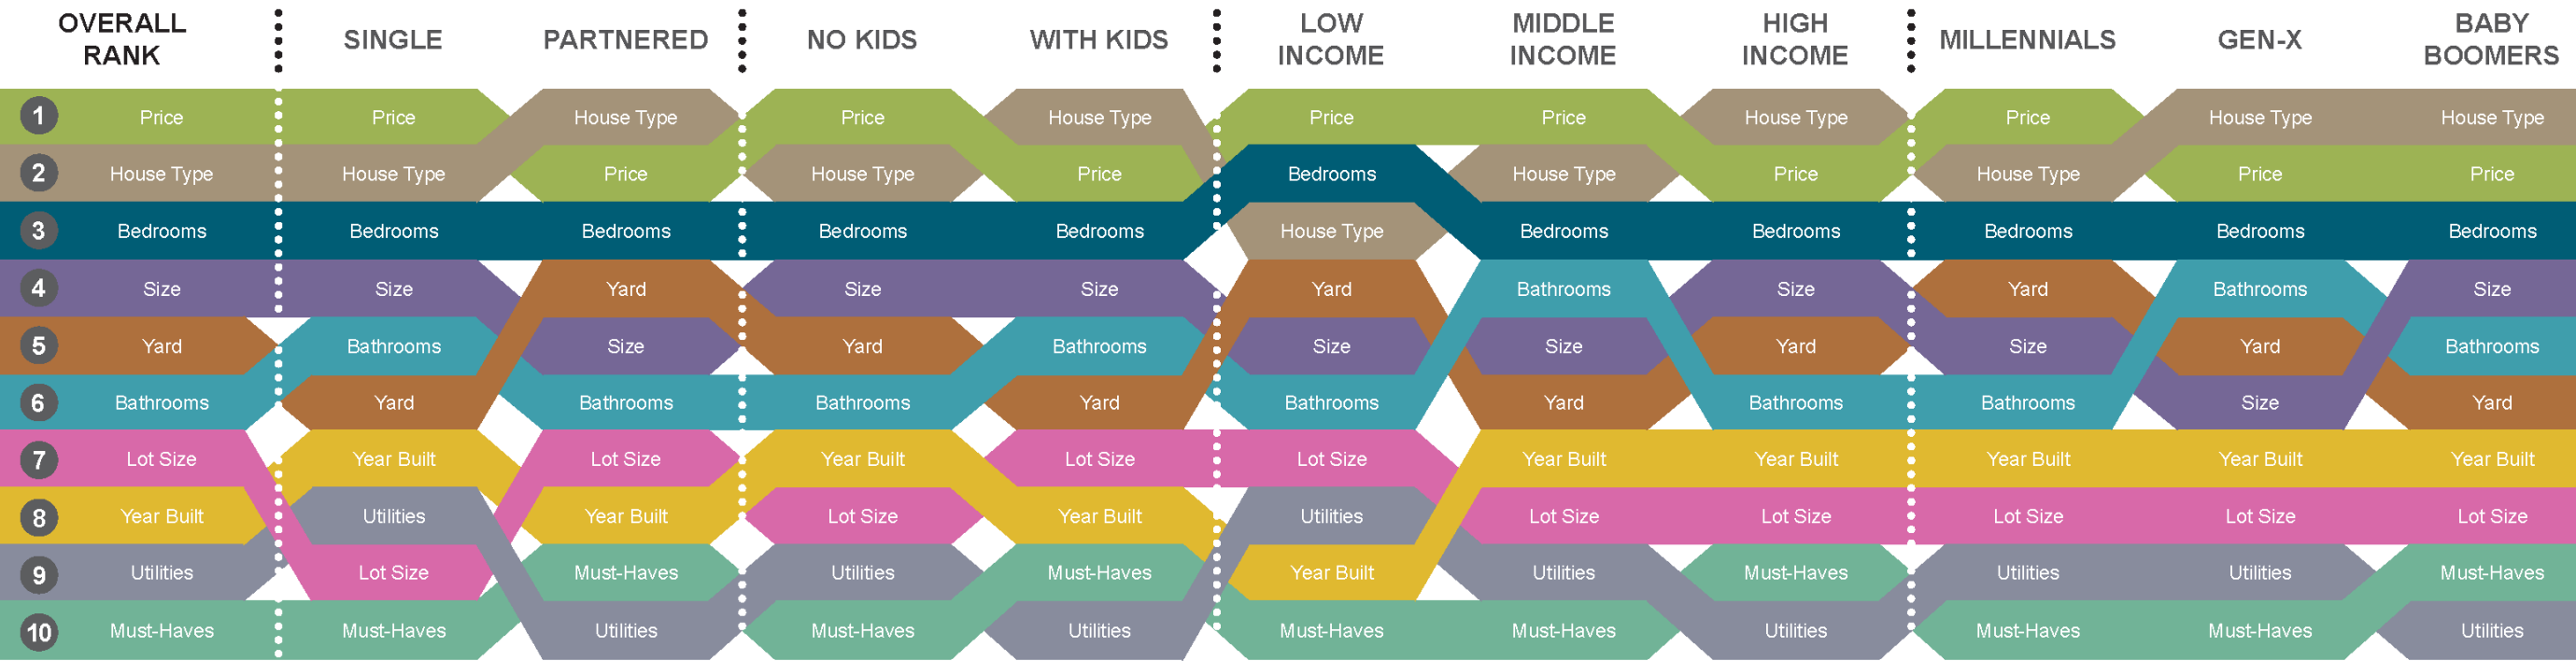 OVERALL RANK SINGLE PARTNERED NO KIDS WITH KIDS LOW INCOME MIDDLE INCOME HIGH INCOME MILLENNIALS GEN-X BABY BOOMERS
1 Price Price House Type Price House Type Price Price House Type Price House Type House Type
2 House Type House Type Price House Type Price Bedrooms House Type Price House Type Price Price
3 Bedrooms Bedrooms Bedrooms Bedrooms Bedrooms House Type Bedrooms Bedrooms Bedrooms Bedrooms Bedrooms
4 Size Size Yard Size Size Yard Bathrooms Size Yard Bathrooms Size
5 Yard Bathrooms Size Yard Bathrooms Size Size Yard Size Yard Bathrooms
6 Bathrooms Yard Bathrooms Bathrooms Yard Bathrooms Yard Bathrooms Bathrooms Size Yard
7 Lot Size Year Built Lot Size Year Built Lot Size Lot Size Year Built Year Built Year Built Year Built Year Built
8 Year Built Utilities Year Built Lot Size Year Built Utilities Lot Size Lot Size Lot Size Lot Size Lot Size
9 Utilities Lot Size Must-Haves Utilities Must-Haves Year Built Utilities Must-Haves Utilities Utilities Must-Haves
10 Must-Haves Must-Haves Utilities Must-Haves Utilities Must-Haves Must-Haves Utilities Must-Haves Must-Haves Utilities